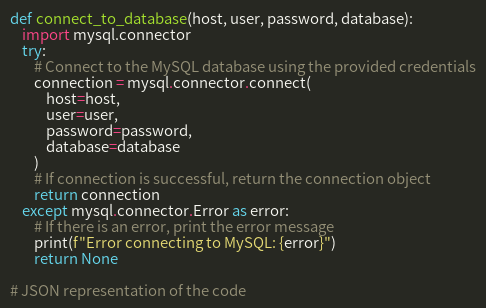 def connect_to_database(host, user, password, database):
    import mysql.connector
    try:
        # Connect to the MySQL database using the provided credentials
        connection = mysql.connector.connect(
            host=host,
            user=user,
            password=password,
            database=database
        )
        # If connection is successful, return the connection object
        return connection
    except mysql.connector.Error as error:
        # If there is an error, print the error message
        print(f"Error connecting to MySQL: {error}")
        return None

# JSON representation of the code